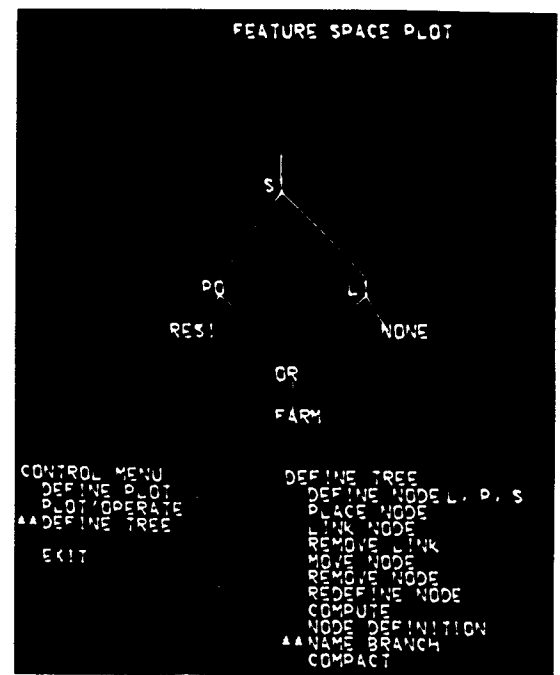 FEATURE SPACE PLOT
S
PO
L!
RES!
NONE
OR
FARM
CONTROL MENU
DEFINE PLOT
PLOT/OPERATE
▲▲DEFINE TREE
EXIT
DEFINE TREE
DEFINE NODE L, P, S
PLACE NODE
LINK NODE
REMOVE LINK
MOVE NODE
REMOVE NODE
REDEFINE NODE
COMPUTE
NODE DEFINITION
▲▲NAME BRANCH
COMPACT